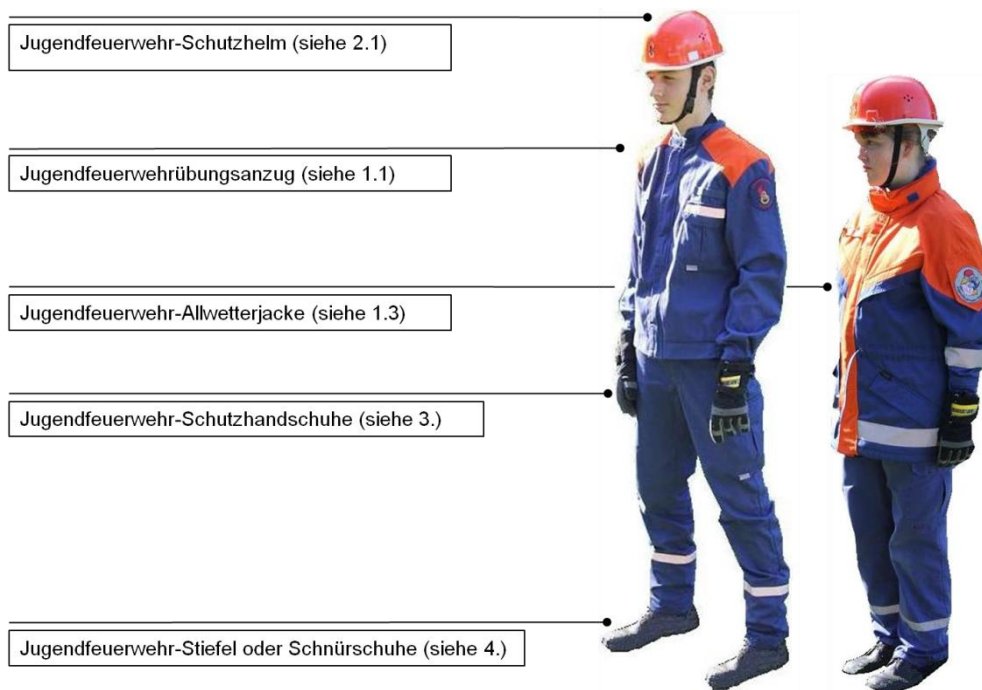 Jugendfeuerwehr-Schutzhelm (siehe 2.1)
Jugendfeuerwehrübungsanzug (siehe 1.1)
Jugendfeuerwehr-Allwetterjacke (siehe 1.3)
Jugendfeuerwehr-Schutzhandschuhe (siehe 3.)
Jugendfeuerwehr-Stiefel oder Schnürschuhe (siehe 4.)